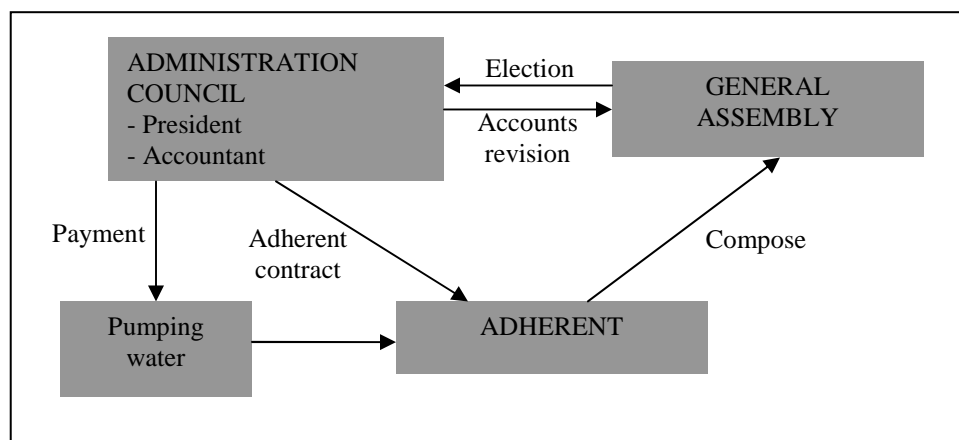 ADMINISTRATION
COUNCIL
- President
- Accountant
Election
Accounts
revision
GENERAL
ASSEMBLY
Payment
Adherent
contract
Compose
Pumping
water
ADHERENT